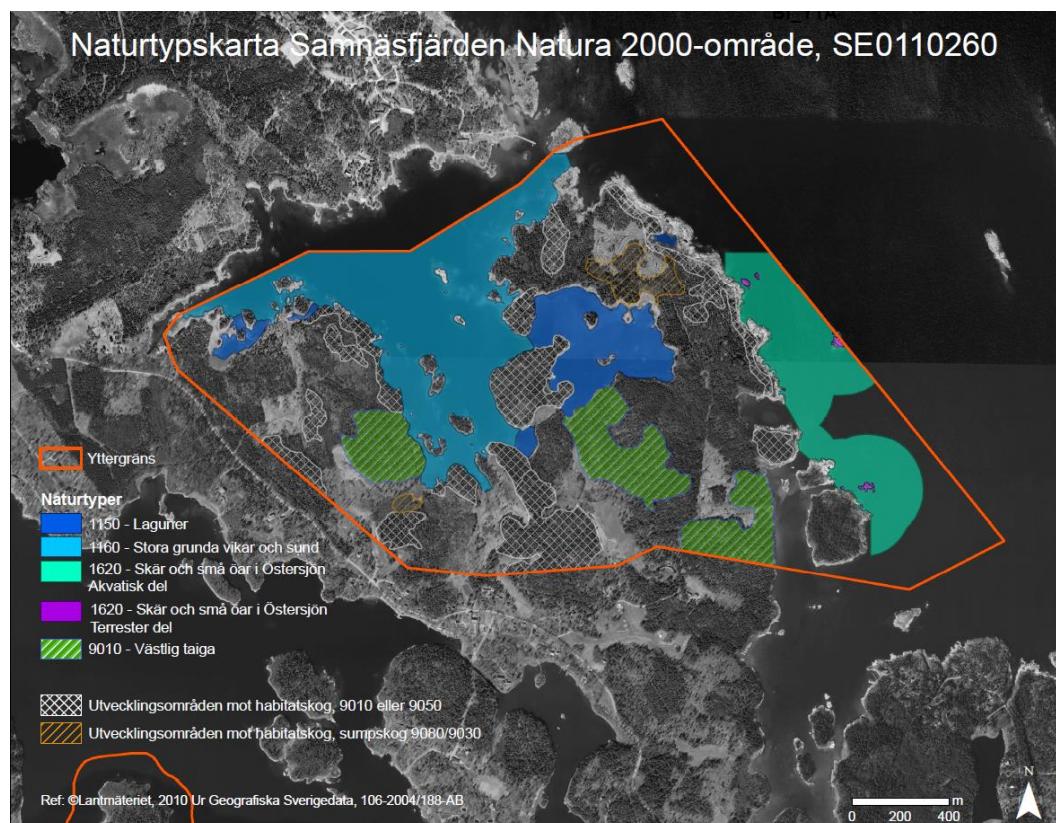 Naturtypskarta Samnäsfjärden Natura 2000-område, SE0110260
Yttergräns
Naturtyper
1150 - Laguner
1160 - Stora grunda vikar och sund
1620 - Skär och små öar i Östersjön
Akvatisk del
1620 - Skär och små öar i Östersjön
Terrester del
9010 - Västlig taiga
Utvecklingsområden mot habitatskog, 9010 eller 9050
Utvecklingsområden mot habitatskog, sumpskog 9080/9030
Ref: ©Lantmäteriet, 2010 Ur Geografiska Sverigedata, 106-2004/188-AB
N
m
0 200 400